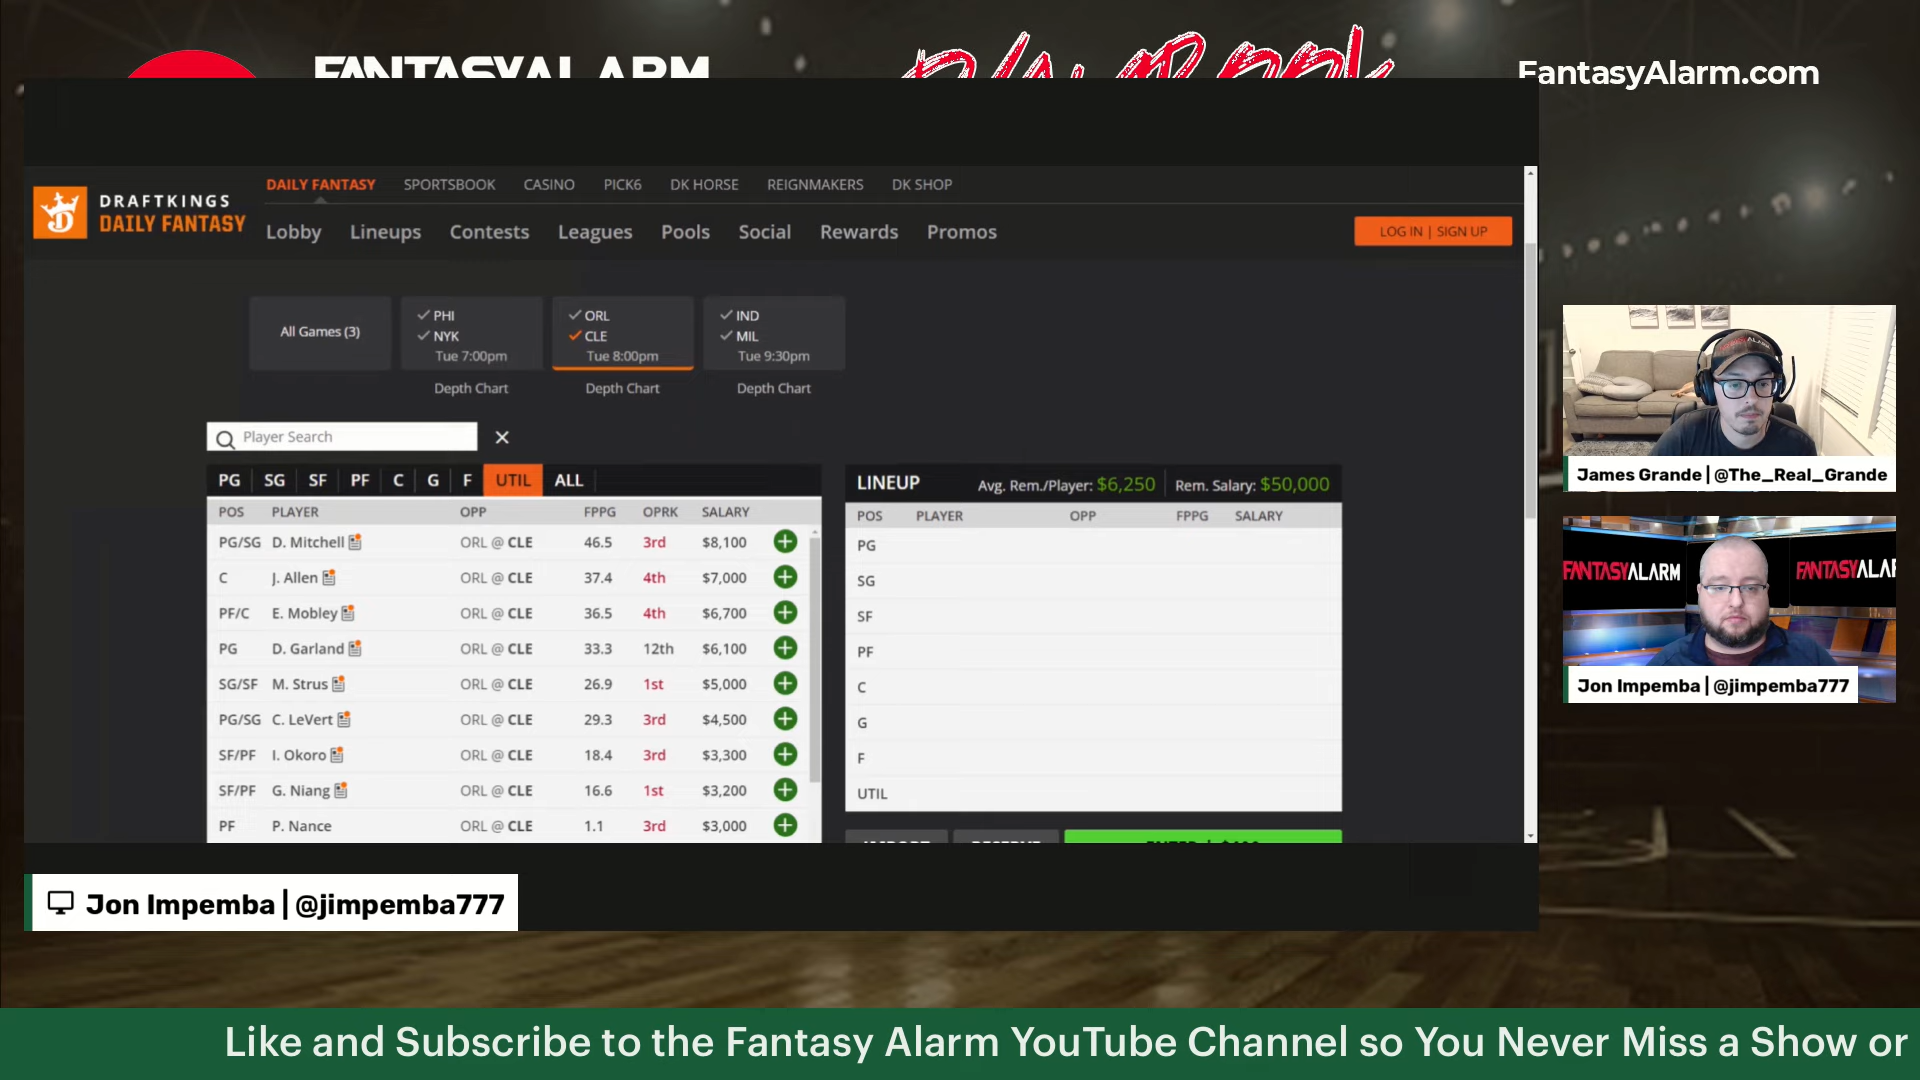 FANTASYALARM
PLAYBOOK
FantasyAlarm.com
DRAFTKINGS
DAILY FANTASY
DAILY FANTASY SPORTSBOOK CASINO PICK6 DK HORSE REIGNMAKERS DK SHOP
Lobby Lineups Contests Leagues Pools Social Rewards Promos
LOG IN | SIGN UP
All Games (3)
PHI
NYK
Tue 7:00pm
Depth Chart
ORL
CLE
Tue 8:00pm
Depth Chart
IND
MIL
Tue 9:30pm
Depth Chart
Player Search
PG SG SF PF C G F UTIL ALL
POS PLAYER OPP FPPG OPRK SALARY
PG/SG D. Mitchell ORL @ CLE 46.5 3rd $8,100
C J. Allen ORL @ CLE 37.4 4th $7,000
PF/C E. Mobley ORL @ CLE 36.5 4th $6,700
PG D. Garland ORL @ CLE 33.3 12th $6,100
SG/SF M. Strus ORL @ CLE 26.9 1st $5,000
PG/SG C. LeVert ORL @ CLE 29.3 3rd $4,500
SF/PF I. Okoro ORL @ CLE 18.4 3rd $3,300
SF/PF G. Niang ORL @ CLE 16.6 1st $3,200
PF P. Nance ORL @ CLE 1.1 3rd $3,000
LINEUP Avg. Rem./Player: $6,250 Rem. Salary: $50,000
POS PLAYER OPP FPPG SALARY
PG
SG
SF
PF
C
G
F
UTIL
IMPORT RESERVE
James Grande | @The_Real_Grande
FANTASYALARM FANTASYALAR
Jon Impemba | @jimpemba777
Jon Impemba | @jimpemba777
Like and Subscribe to the Fantasy Alarm YouTube Channel so You Never Miss a Show or